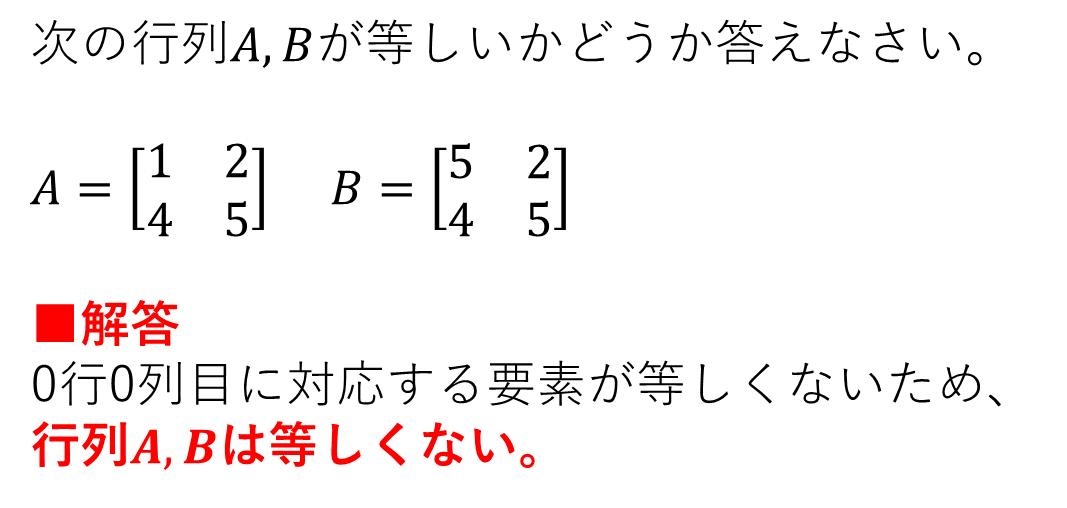 次の行列A, Bが等しいかどうか答えなさい。
A = [1 2
4 5] B = [5 2
4 5]
■解答
0行0列目に対応する要素が等しくないため、
行列A, Bは等しくない。